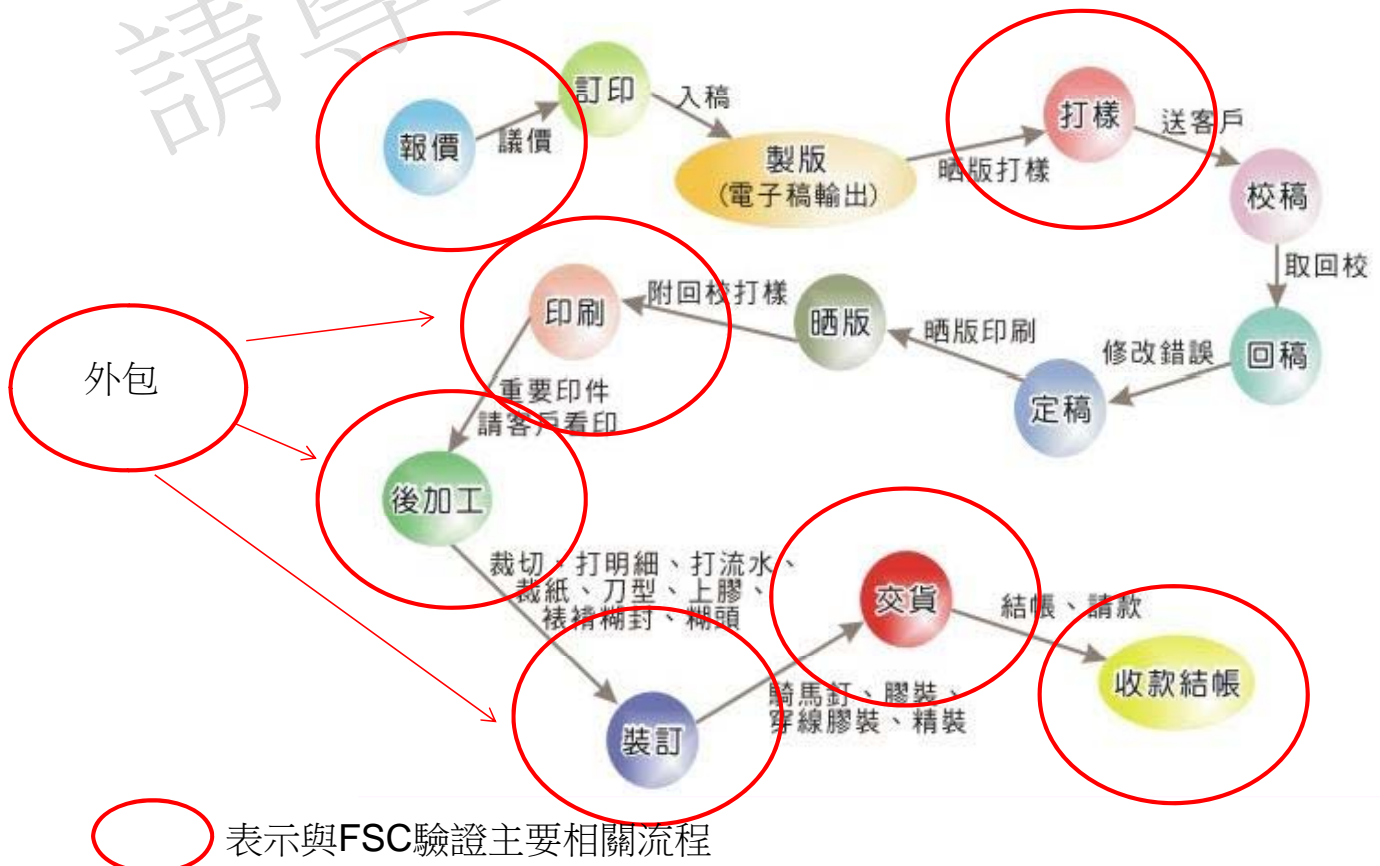 請尊
報價
議價
訂印
入稿
製版
(電子稿輸出)
晒版打樣
打樣
送客戶
校稿
取回校
回稿
修改錯誤
定稿
晒版印刷
晒版
附回校打樣
印刷
重要印件
請客戶看印
外包
後加工
裁切、打明細、打流水、
裁紙、刀型、上膠、
裱褙糊封、糊頭
裝訂
騎馬釘、膠裝、
穿線膠裝、精裝
交貨
結帳、請款
收款結帳
表示與FSC驗證主要相關流程